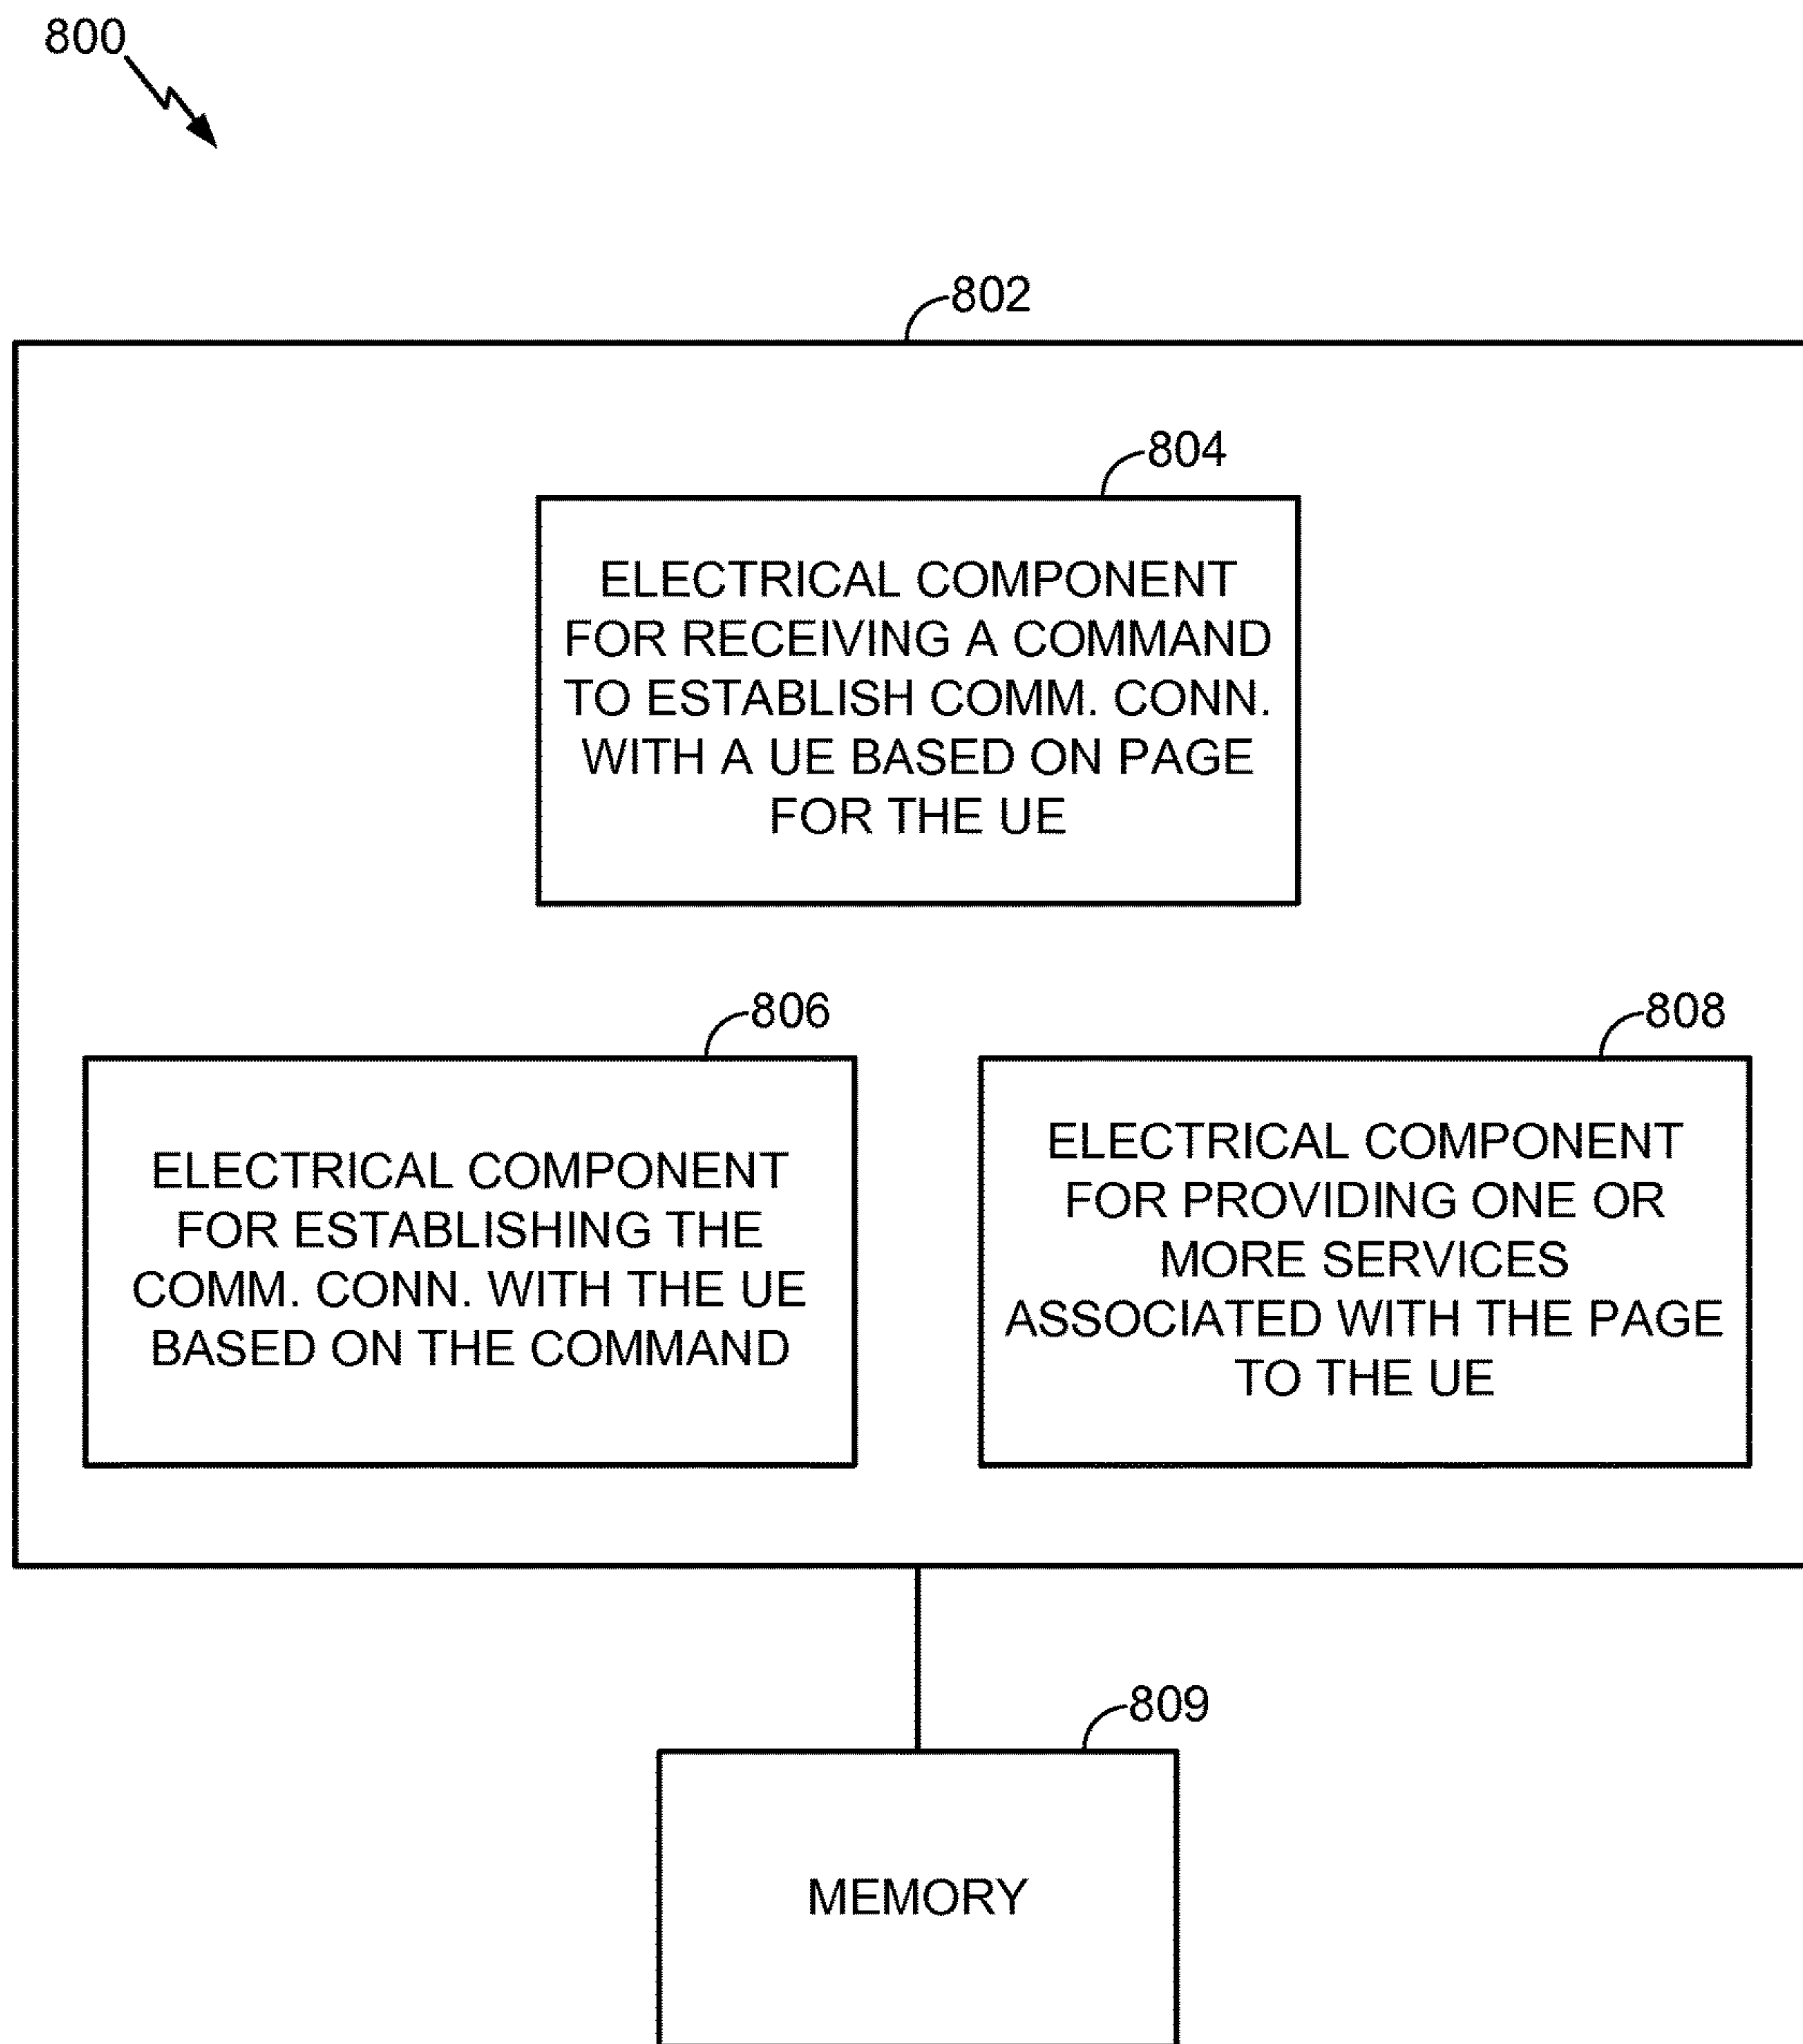 800
802
804
ELECTRICAL COMPONENT
FOR RECEIVING A COMMAND
TO ESTABLISH COMM. CONN.
WITH A UE BASED ON PAGE
FOR THE UE
806
ELECTRICAL COMPONENT
FOR ESTABLISHING THE
COMM. CONN. WITH THE UE
BASED ON THE COMMAND
808
ELECTRICAL COMPONENT
FOR PROVIDING ONE OR
MORE SERVICES
ASSOCIATED WITH THE PAGE
TO THE UE
809
MEMORY